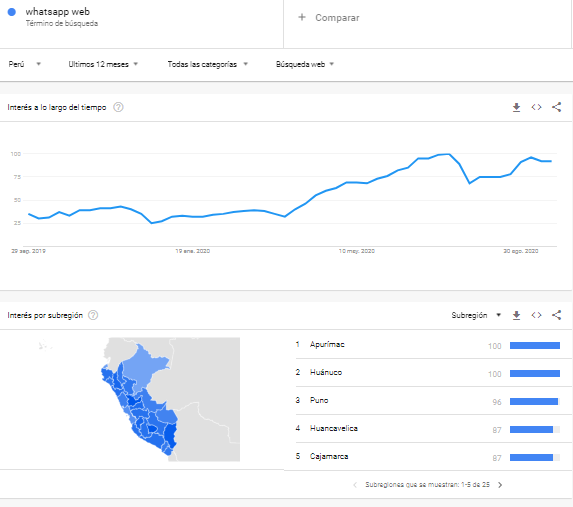 whatsapp web
Término de búsqueda
+ Comparar
Perú
Últimos 12 meses
Todas las categorías
Búsqueda web
Interés a lo largo del tiempo
100
75
50
25
29 sep. 2019
19 ene. 2020
10 may. 2020
30 ago. 2020
Interés por subregión
Subregión
1 Apurímac 100
2 Huánuco 100
3 Puno 96
4 Huancavelica 87
5 Cajamarca 87
Subregiones que se muestran: 1-5 de 25